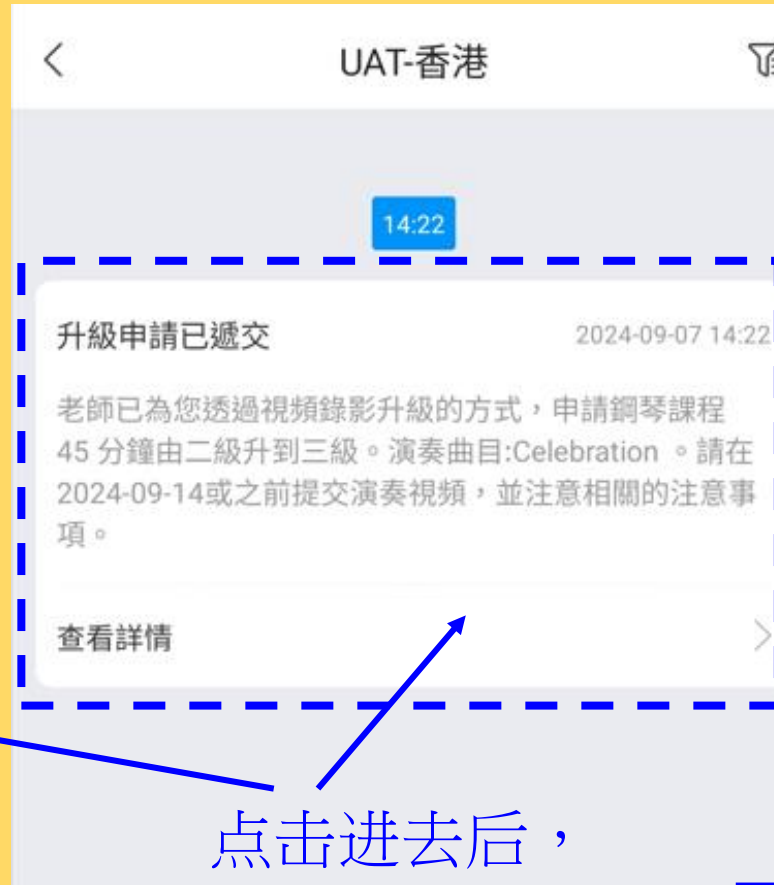 UAT-香港
14:22
升級申請已遞交 2024-09-07 14:22
老師已為您透過視頻錄影升級的方式，申請鋼琴課程
45 分鐘由二級升到三級。演奏曲目:Celebration 。請在
2024-09-14或之前提交演奏視頻，並注意相關的注意事
項。
查看詳情
点击进去后，